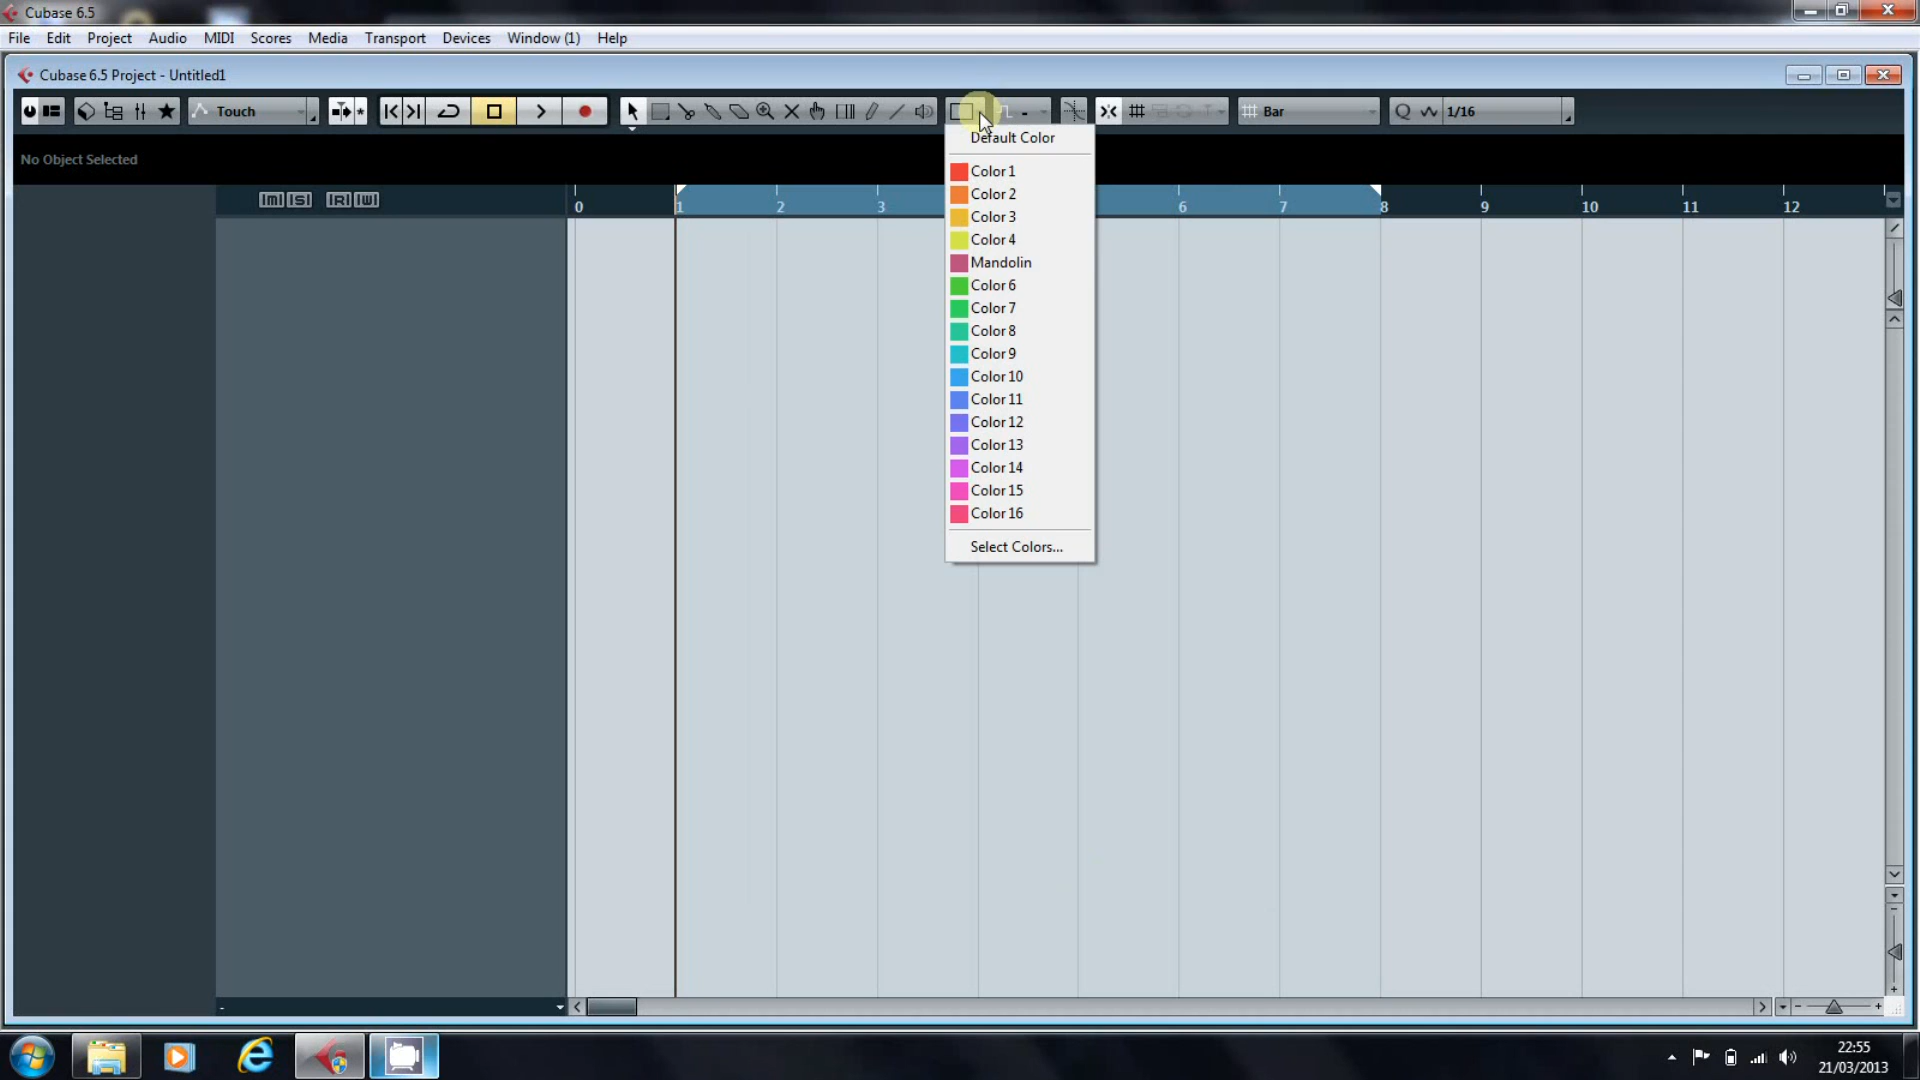 Cubase 6.5
File Edit Project Audio MIDI Scores Media Transport Devices Window (1) Help
Cubase 6.5 Project - Untitled1
Touch Bar Q 1/16
No Object Selected
Default Color
M S R W
0 1 2 3 6 7 8 9 10 11 12
Color 1
Color 2
Color 3
Color 4
Mandolin
Color 6
Color 7
Color 8
Color 9
Color 10
Color 11
Color 12
Color 13
Color 14
Color 15
Color 16
Select Colors...
22:55
21/03/2013